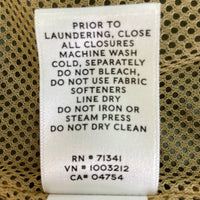 PRIOR TO
LAUNDERING, CLOSE
ALL CLOSURES
MACHINE WASH
COLD, SEPARATELY
DO NOT BLEACH,
DO NOT USE FABRIC
SOFTENERS
LINE DRY
DO NOT IRON OR
STEAM PRESS
DO NOT DRY CLEAN
RN # 71341
VN # 1003212
CA# 04754